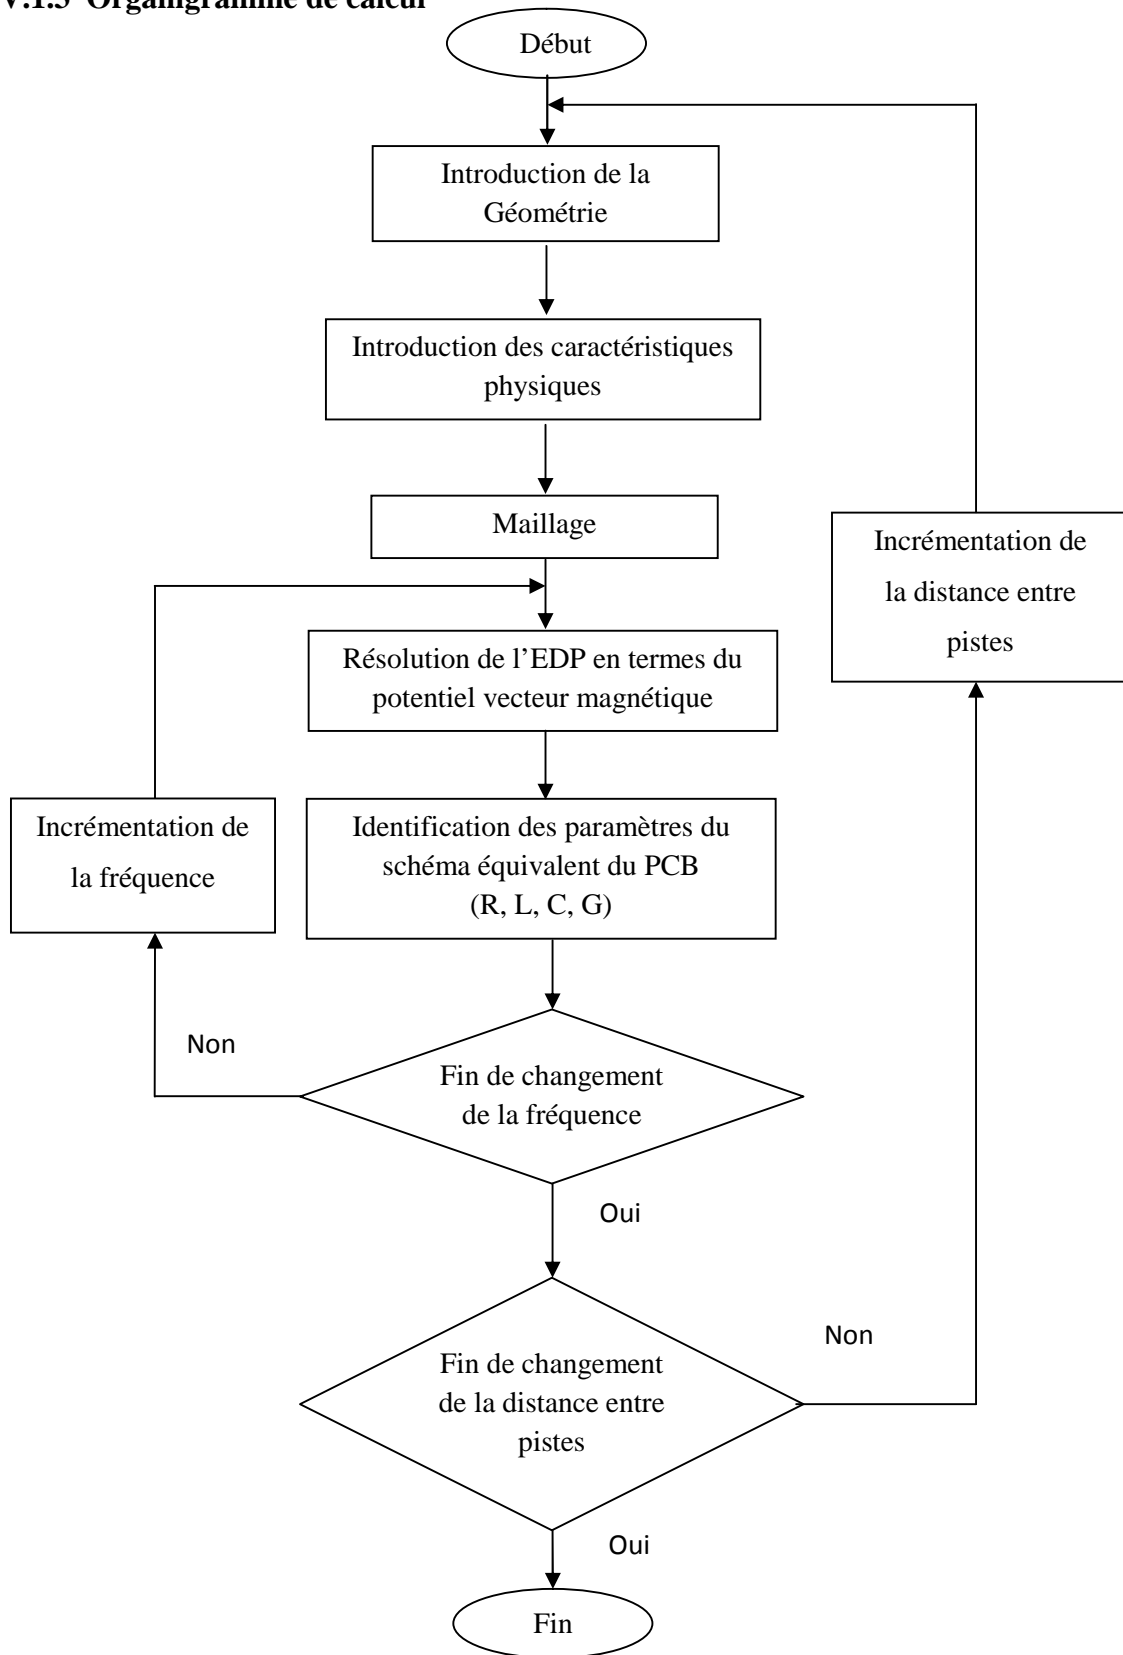 Organigramme de calcul
Début
Introduction de la
Géométrie
Introduction des caractéristiques
physiques
Maillage
Incrémentation de
la distance entre
pistes
Résolution de l’EDP en termes du
potentiel vecteur magnétique
Incrémentation de
la fréquence
Identification des paramètres du
schéma équivalent du PCB
(R, L, C, G)
Non
Fin de changement
de la fréquence
Oui
Non
Fin de changement
de la distance entre
pistes
Oui
Fin